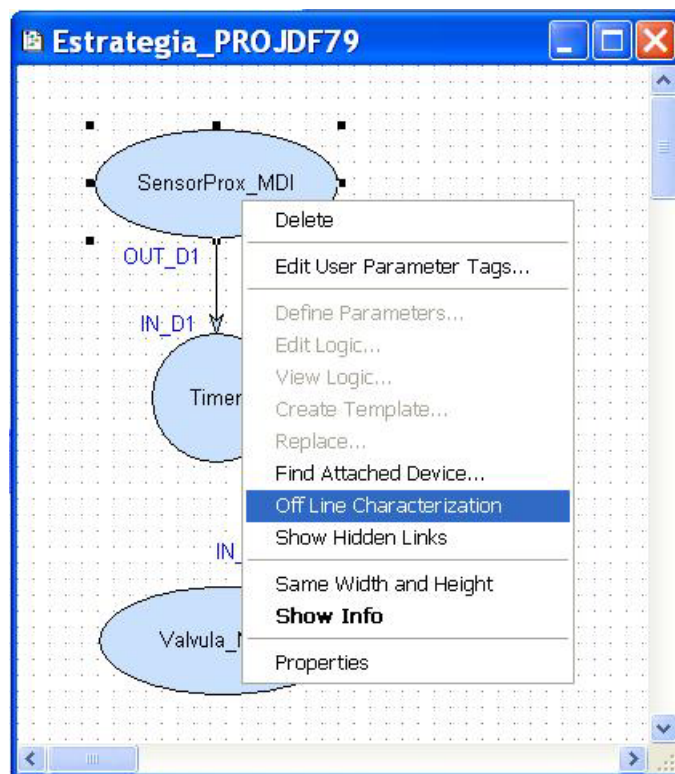 Estrategia_PROJDF79
SensorProx_MDI
Delete
OUT_D1
Edit User Parameter Tags...
IN_D1
Define Parameters...
Edit Logic...
View Logic...
Timer
Create Template...
Replace...
Find Attached Device...
Off Line Characterization
Show Hidden Links
IN_
Same Width and Height
Show Info
Valvula_
Properties